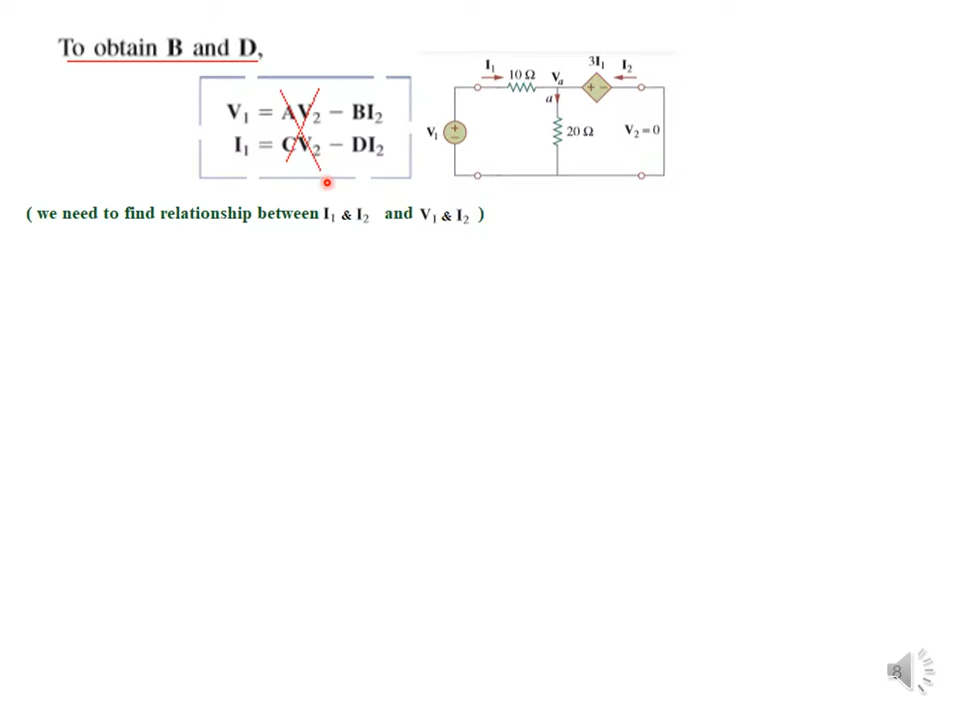 To obtain B and D,
V₁ = AV₂ − BI₂
I₁ = CV₂ − DI₂
I₁ 10 Ω Vₐ 3I₁ I₂
a + −
V₁ + − 20 Ω V₂ = 0
( we need to find relationship between I₁ & I₂ and V₁ & I₂ )
8